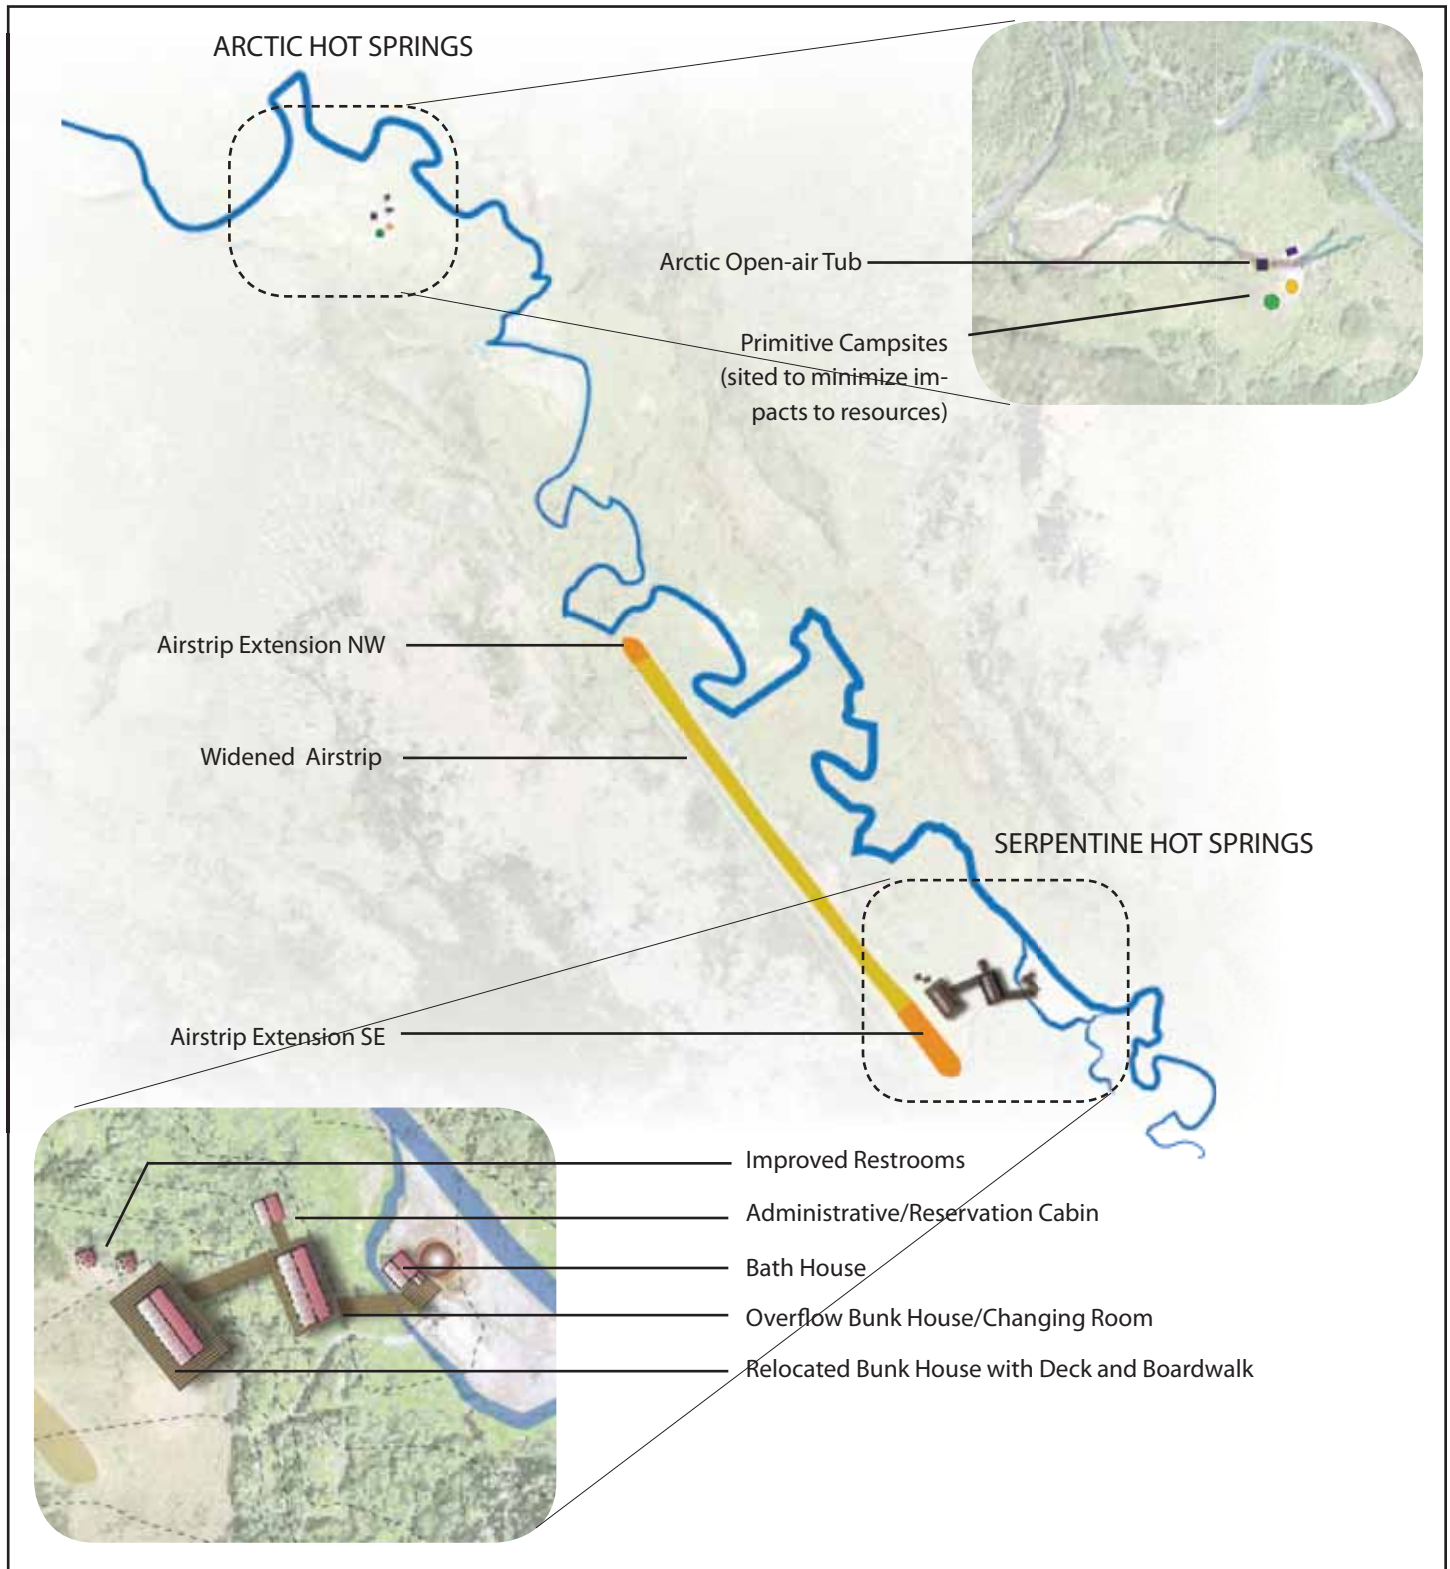 ARCTIC HOT SPRINGS
Arctic Open-air Tub
Primitive Campsites
(sited to minimize im-
pacts to resources)
Airstrip Extension NW
Widened Airstrip
SERPENTINE HOT SPRINGS
Airstrip Extension SE
Improved Restrooms
Administrative/Reservation Cabin
Bath House
Overflow Bunk House/Changing Room
Relocated Bunk House with Deck and Boardwalk